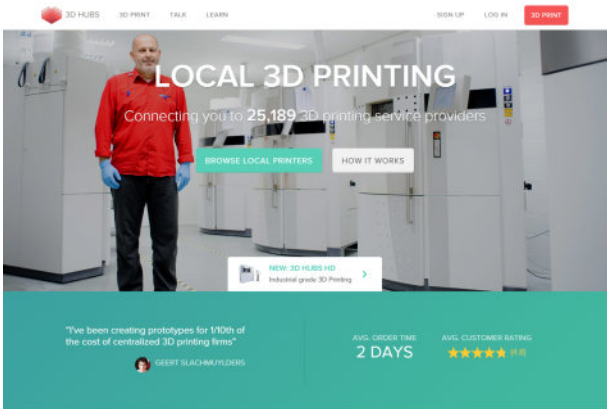 3D HUBS
3D PRINT
TALK
LEARN
SIGN UP
LOG IN
3D PRINT
LOCAL 3D PRINTING
Connecting you to 25,189 3D printing service providers
BROWSE LOCAL PRINTERS
HOW IT WORKS
NEW: 3D HUBS HD
Industrial grade 3D Printing
"I've been creating prototypes for 1/10th of
the cost of centralized 3D printing firms"
GEERT SLACHMUYLDERS
AVG. ORDER TIME
2 DAYS
AVG. CUSTOMER RATING